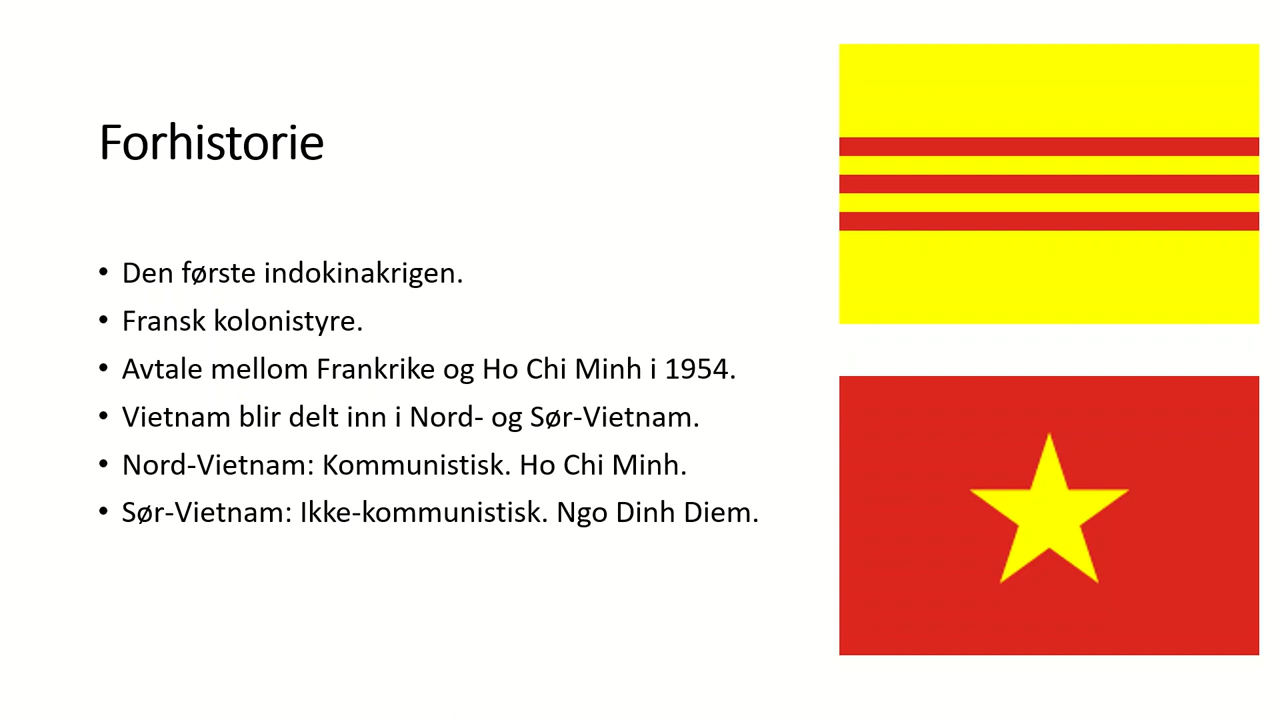 Forhistorie
• Den første indokinakrigen.
• Fransk kolonistyre.
• Avtale mellom Frankrike og Ho Chi Minh i 1954.
• Vietnam blir delt inn i Nord- og Sør-Vietnam.
• Nord-Vietnam: Kommunistisk. Ho Chi Minh.
• Sør-Vietnam: Ikke-kommunistisk. Ngo Dinh Diem.